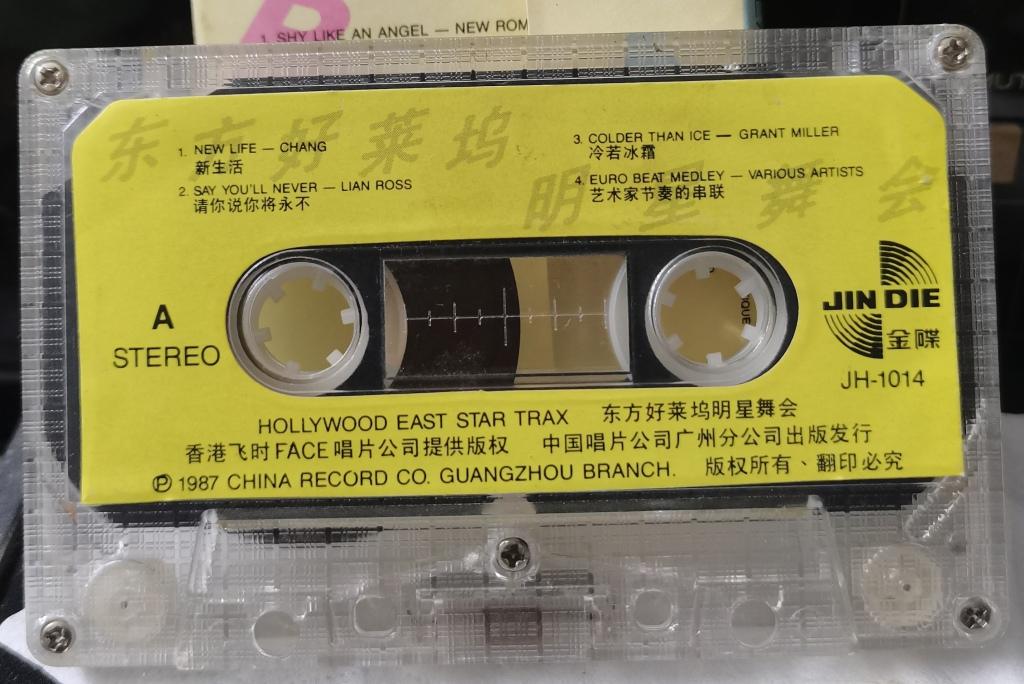 1. SHY LIKE AN ANGEL — NEW ROM
东方好莱坞
明星舞会
1. NEW LIFE — CHANG
新生活
2. SAY YOU'LL NEVER — LIAN ROSS
请你说你将永不
3. COLDER THAN ICE — GRANT MILLER
冷若冰霜
4. EURO BEAT MEDLEY — VARIOUS ARTISTS
艺术家节奏的串联
A
STEREO
JIN DIE
金碟
JH-1014
HOLLYWOOD EAST STAR TRAX 东方好莱坞明星舞会
香港飞时FACE唱片公司提供版权 中国唱片公司广州分公司出版发行
Ⓟ 1987 CHINA RECORD CO. GUANGZHOU BRANCH. 版权所有、翻印必究